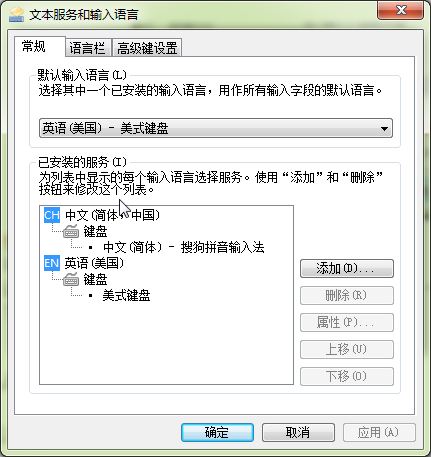 文本服务和输入语言
常规 语言栏 高级键设置
默认输入语言(L)
选择其中一个已安装的输入语言，用作所有输入字段的默认语言。
英语(美国) - 美式键盘
已安装的服务(I)
为列表中显示的每个输入语言选择服务。使用“添加”和“删除”
按钮来修改这个列表。
CH 中文(简体，中国)
键盘
中文(简体) - 搜狗拼音输入法
EN 英语(美国)
键盘
美式键盘
添加(D)...
删除(R)
属性(P)...
上移(U)
下移(O)
确定 取消 应用(A)